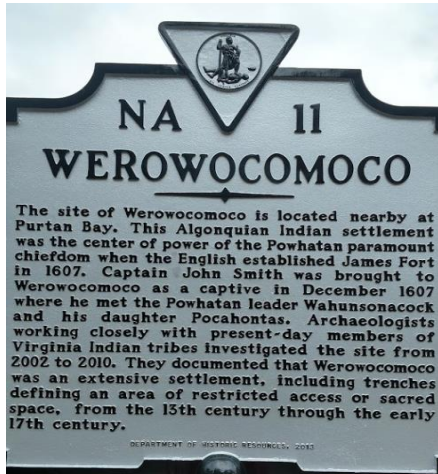 NA 11
WEROWOCOMOCO
The site of Werowocomoco is located nearby at
Purtan Bay. This Algonquian Indian settlement
was the center of power of the Powhatan paramount
chiefdom when the English established James Fort
in 1607. Captain John Smith was brought to
Werowocomoco as a captive in December 1607
where he met the Powhatan leader Wahunsonacock
and his daughter Pocahontas. Archaeologists
working closely with present-day members of
Virginia Indian tribes investigated the site from
2002 to 2010. They documented that Werowocomoco
was an extensive settlement, including trenches
defining an area of restricted access or sacred
space, from the 13th century through the early
17th century.
DEPARTMENT OF HISTORIC RESOURCES, 2013